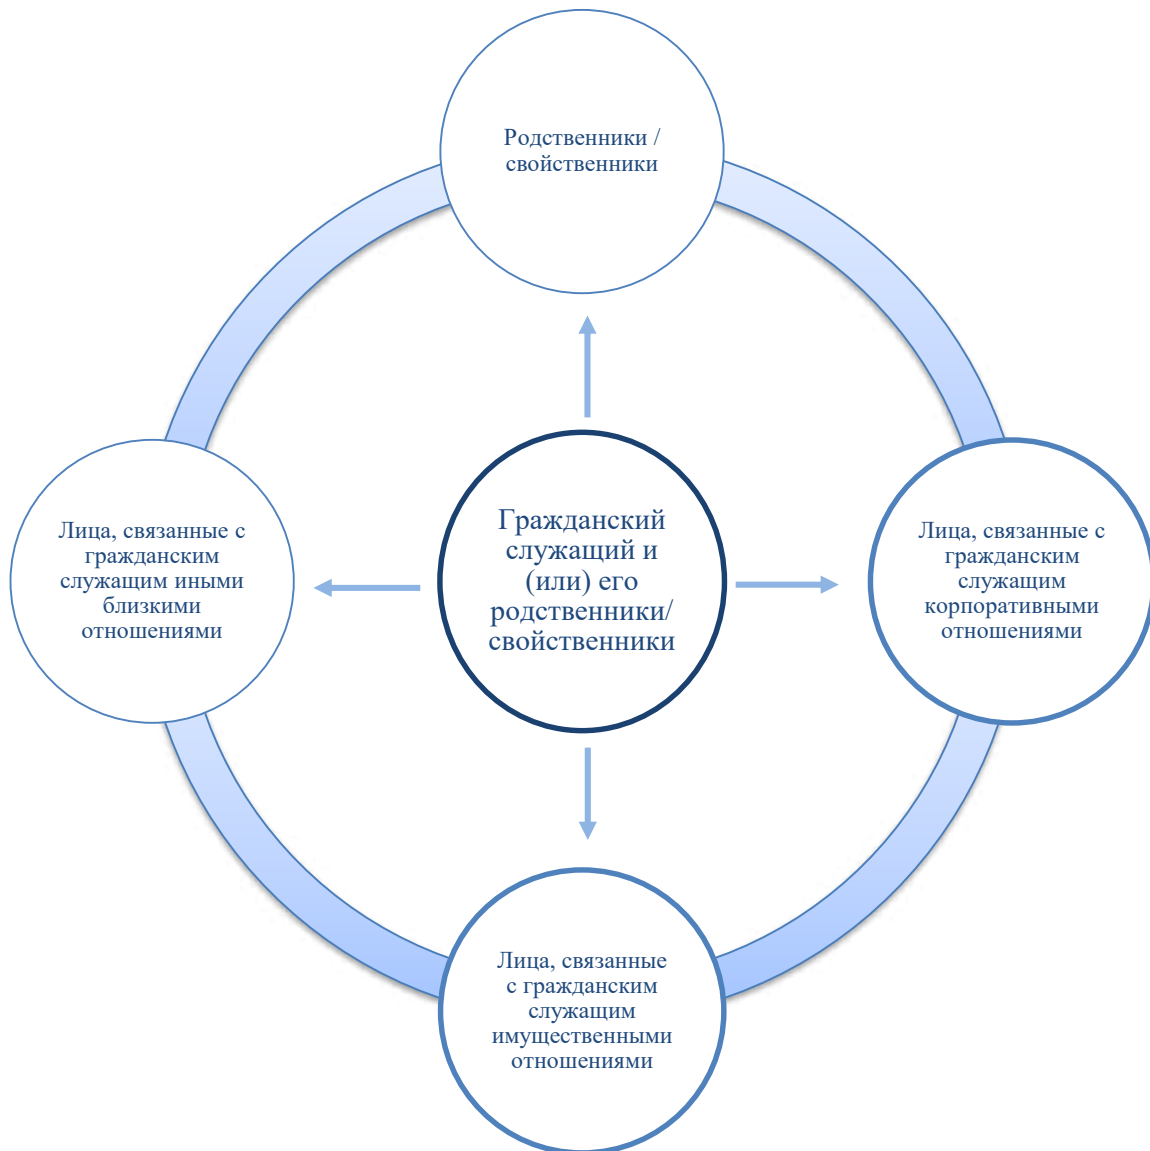 Родственники /
свойственники
Лица, связанные с
гражданским
служащим иными
близкими
отношениями
Гражданский
служащий и
(или) его
родственники/
свойственники
Лица, связанные с
гражданским
служащим
корпоративными
отношениями
Лица, связанные
с гражданским
служащим
имущественными
отношениями